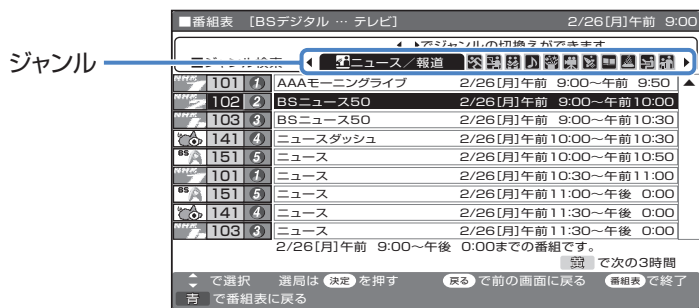 ■番組表 [BSデジタル … テレビ] 2/26[月]午前 9:00
でジャンルの切換えができます
ジャンル
ニュース／報道
NHK 101 1 AAAモーニングライブ 2/26[月]午前 9:00～午前 9:50
NHK 102 2 BSニュース50 2/26[月]午前 9:00～午前10:00
NHK 103 3 BSニュース50 2/26[月]午前 9:00～午前10:30
141 4 ニュースダッシュ 2/26[月]午前10:00～午前10:30
BS 151 5 ニュース 2/26[月]午前10:00～午前10:50
NHK 101 1 ニュース 2/26[月]午前10:30～午前11:00
BS 151 5 ニュース 2/26[月]午前11:00～午後 0:00
141 4 ニュース 2/26[月]午前11:30～午後 0:00
NHK 103 3 ニュース 2/26[月]午前11:30～午後 0:00
2/26[月]午前 9:00～午後 0:00までの番組です。
黄 で次の3時間
で選択 選局は 決定 を押す 戻る で前の画面に戻る 番組表 で終了
青 で番組表に戻る